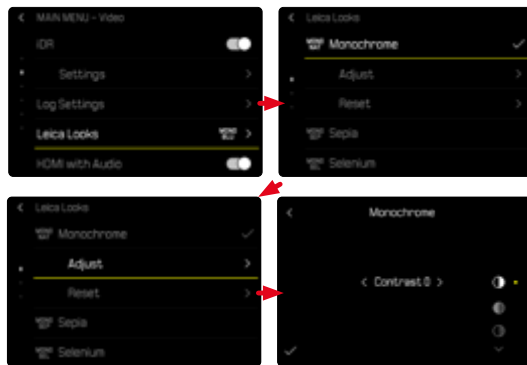 MAIN MENU - Video
iDR
Settings
Log Settings
Leica Looks
HDMI with Audio
Leica Looks
Monochrome
Adjust
Reset
Sepia
Selenium
Leica Looks
Monochrome
Adjust
Reset
Sepia
Selenium
Monochrome
Contrast 0